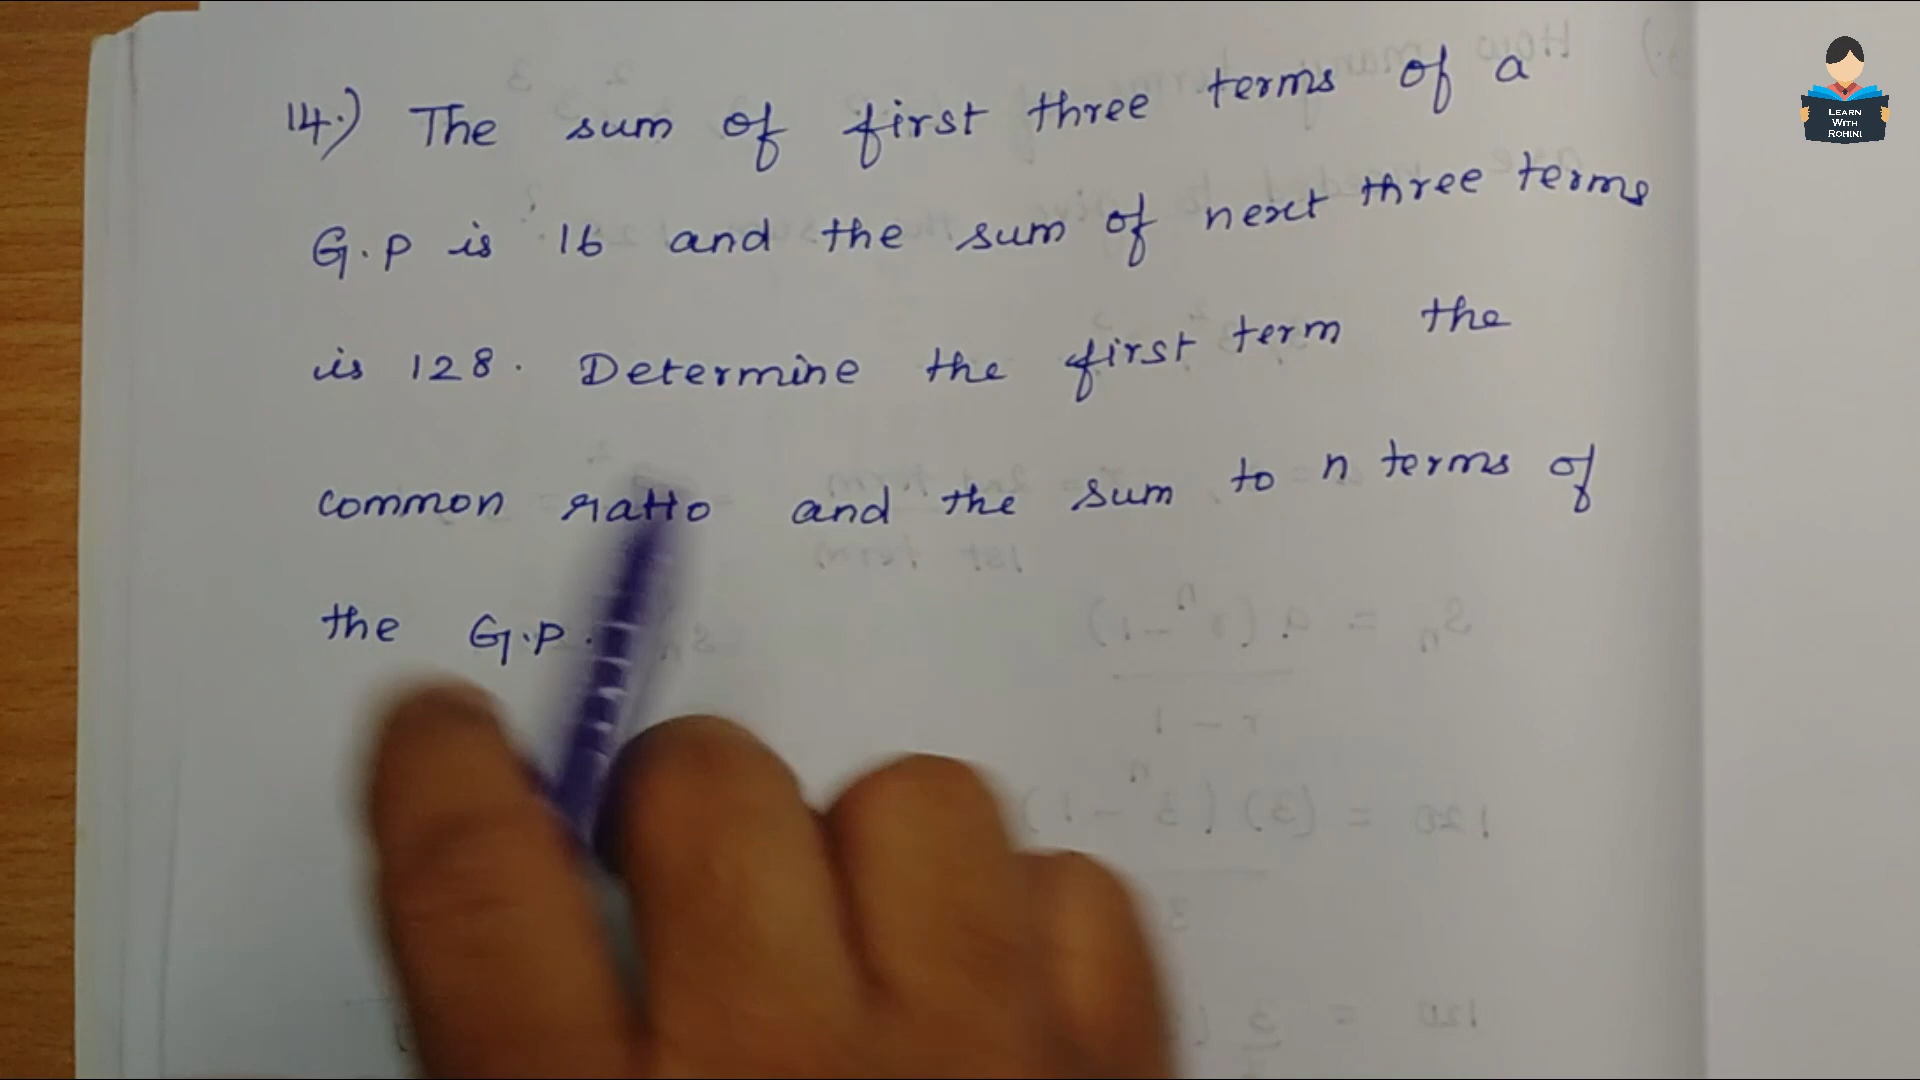 14.) The sum of first three terms of a
G.P is 16 and the sum of next three terms
is 128. Determine the first term the
common ratio and the sum to n terms of
the G.P.
LEARN
WITH
ROHINI